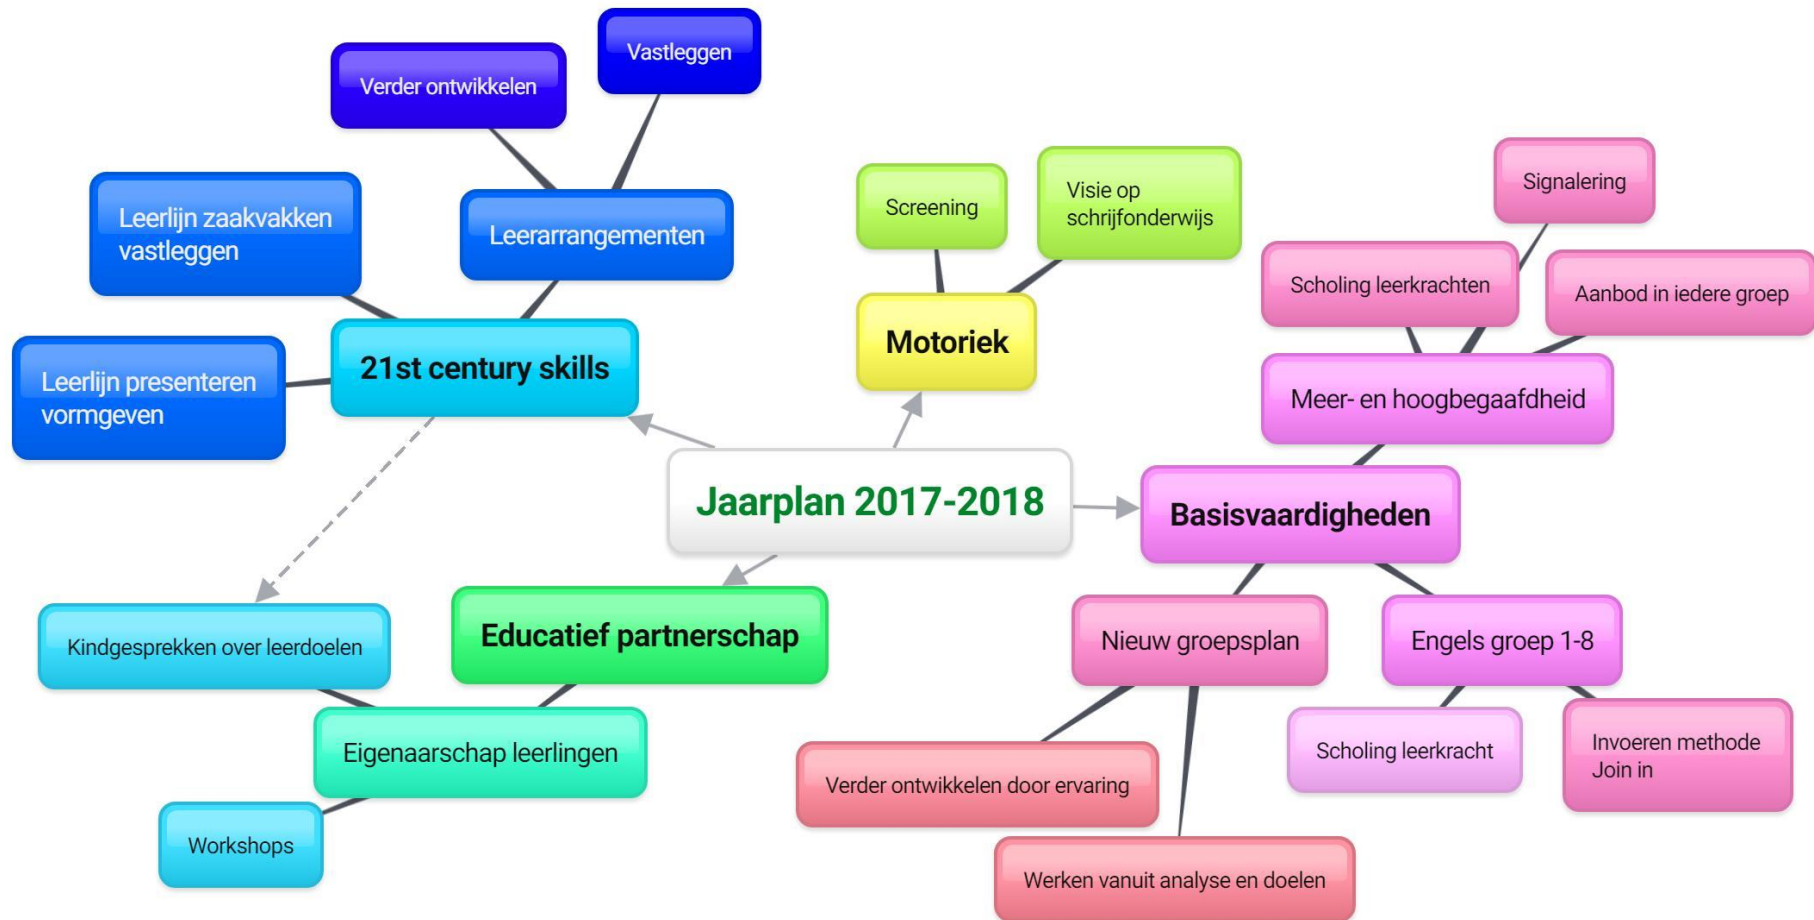 Vastleggen
Verder ontwikkelen
Leerlijn zaakvakken
vastleggen
Leerarrangementen
Leerlijn presenteren
vormgeven
21st century skills
Screening
Visie op
schrijfonderwijs
Motoriek
Signalering
Scholing leerkrachten
Aanbod in iedere groep
Meer- en hoogbegaafdheid
Jaarplan 2017-2018
Basisvaardigheden
Kindgesprekken over leerdoelen
Educatief partnerschap
Eigenaarschap leerlingen
Workshops
Nieuw groepsplan
Engels groep 1-8
Scholing leerkracht
Invoeren methode
Join in
Verder ontwikkelen door ervaring
Werken vanuit analyse en doelen